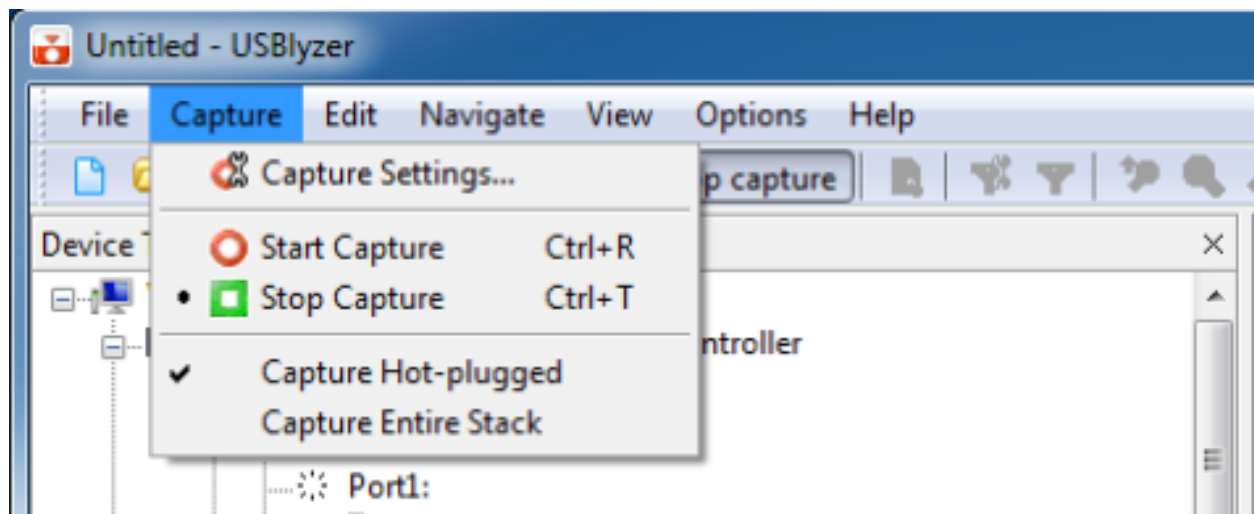 Untitled - USBlyzer
File Capture Edit Navigate View Options Help
Capture Settings...
p capture
Device
Start Capture Ctrl+R
Stop Capture Ctrl+T
ntroller
Capture Hot-plugged
Capture Entire Stack
Port1: